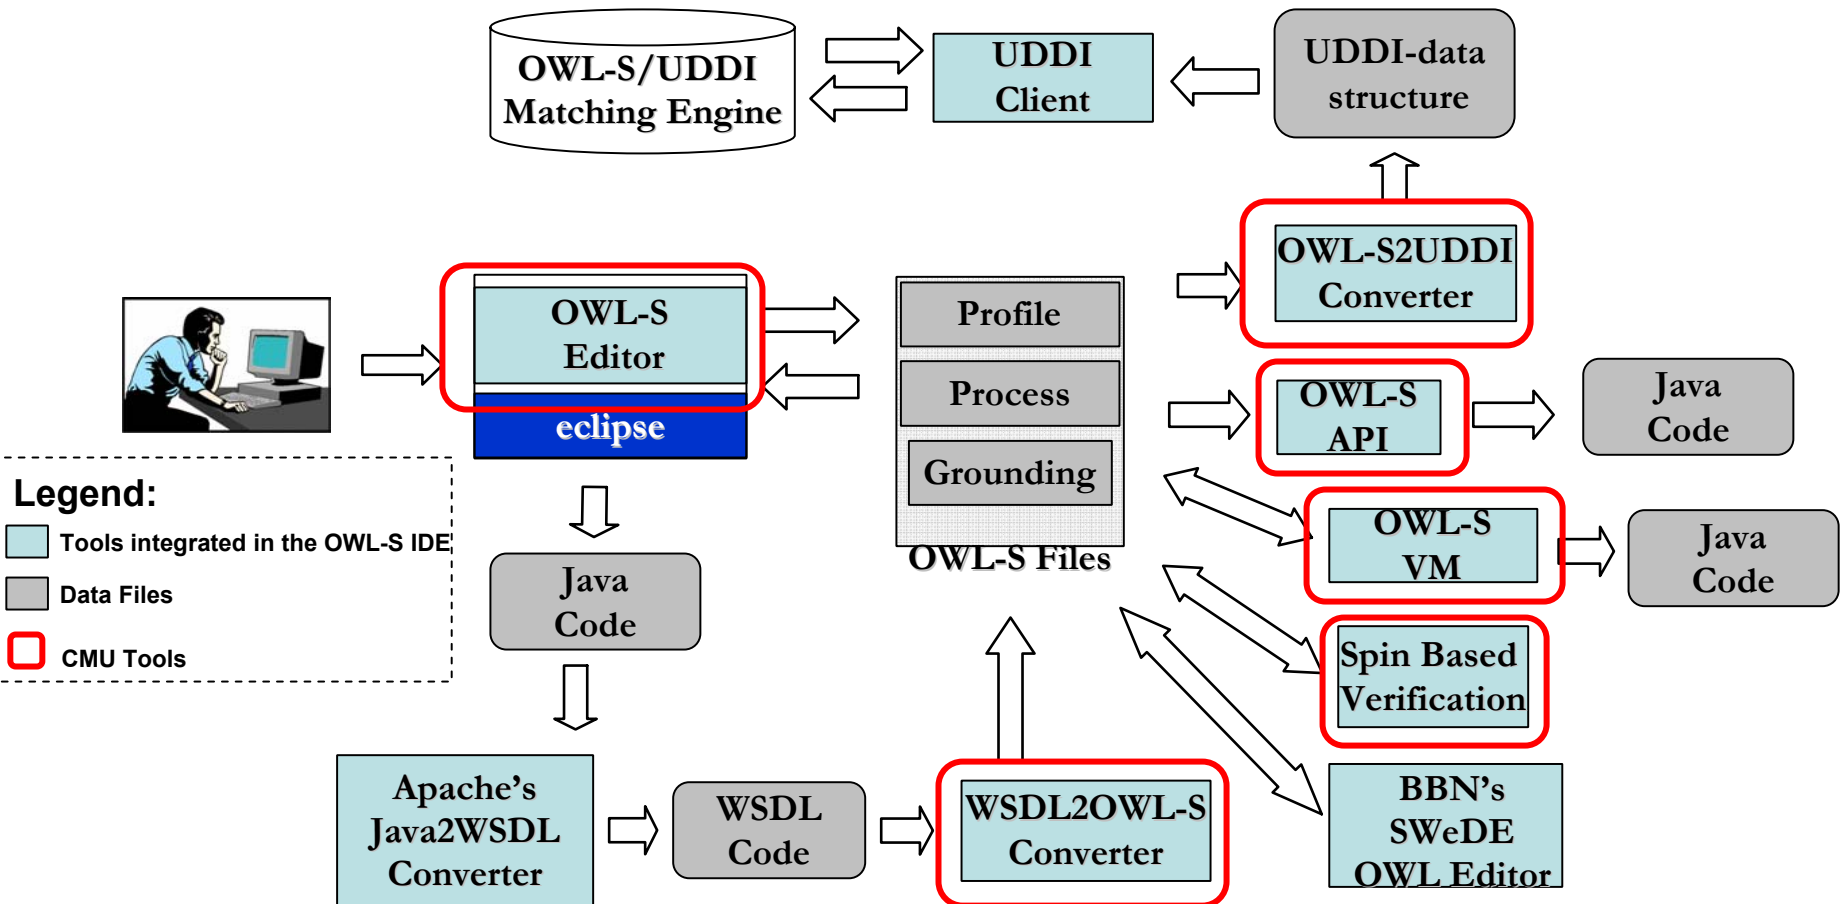 OWL-S/UDDI
Matching Engine
UDDI
Client
UDDI-data
structure
OWL-S2UDDI
Converter
OWL-S
Editor
eclipse
Profile
Process
Grounding
OWL-S Files
OWL-S
API
Java
Code
OWL-S
VM
Java
Code
Legend:
Tools integrated in the OWL-S IDE
Data Files
CMU Tools
Java
Code
Spin Based
Verification
Apache's
Java2WSDL
Converter
WSDL
Code
WSDL2OWL-S
Converter
BBN's
SWeDE
OWL Editor